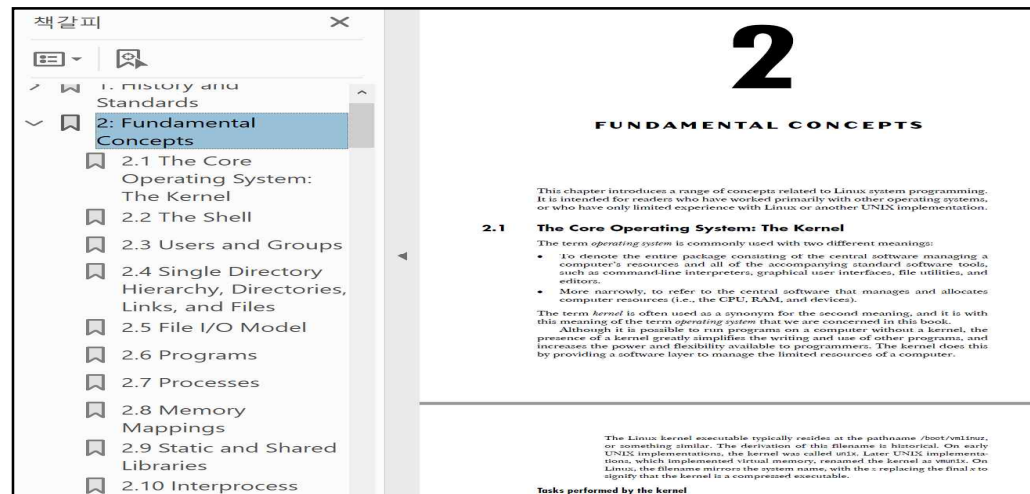 책갈피
1: History and
Standards
2: Fundamental
Concepts
2.1 The Core
Operating System:
The Kernel
2.2 The Shell
2.3 Users and Groups
2.4 Single Directory
Hierarchy, Directories,
Links, and Files
2.5 File I/O Model
2.6 Programs
2.7 Processes
2.8 Memory
Mappings
2.9 Static and Shared
Libraries
2.10 Interprocess
2
FUNDAMENTAL CONCEPTS
This chapter introduces a range of concepts related to Linux system programming.
It is intended for readers who have worked primarily with other operating systems,
or who have only limited experience with Linux or another UNIX implementation.
2.1 The Core Operating System: The Kernel
The term operating system is commonly used with two different meanings:
• To denote the entire package consisting of the central software managing a
computer's resources and all of the accompanying standard software tools,
such as command-line interpreters, graphical user interfaces, file utilities, and
editors.
• More narrowly, to refer to the central software that manages and allocates
computer resources (i.e., the CPU, RAM, and devices).
The term kernel is often used as a synonym for the second meaning, and it is with
this meaning of the term operating system that we are concerned in this book.
Although it is possible to run programs on a computer without a kernel, the
presence of a kernel greatly simplifies the writing and use of other programs, and
increases the power and flexibility available to programmers. The kernel does this
by providing a software layer to manage the limited resources of a computer.
The Linux kernel executable typically resides at the pathname /boot/vmlinuz,
or something similar. The derivation of this filename is historical. On early
UNIX implementations, the kernel was called unix. Later UNIX implementa-
tions, which implemented virtual memory, renamed the kernel as vmunix. On
Linux, the filename mirrors the system name, with the z replacing the final x to
signify that the kernel is a compressed executable.
Tasks performed by the kernel